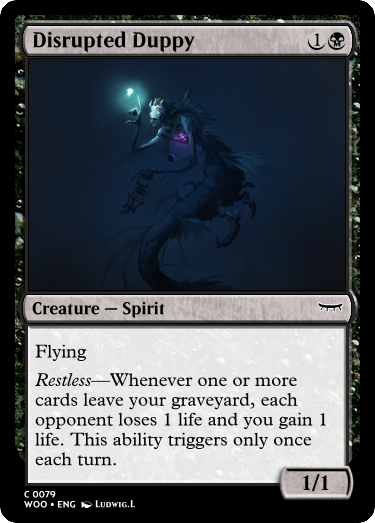 Disrupted Duppy 1
Creature — Spirit
Flying
Restless—Whenever one or more
cards leave your graveyard, each
opponent loses 1 life and you gain 1
life. This ability triggers only once
each turn.
1/1
C 0079
WOO • ENG Ludwig.L